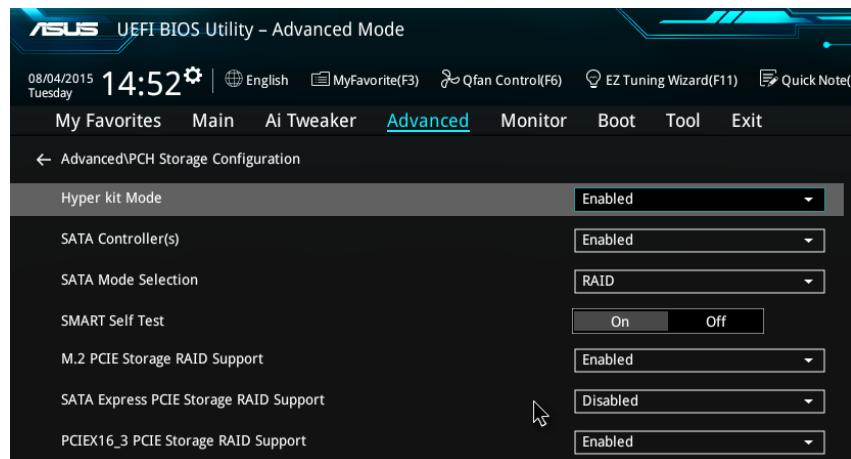 ASUS UEFI BIOS Utility – Advanced Mode
08/04/2015 Tuesday 14:52 English MyFavorite(F3) Qfan Control(F6) EZ Tuning Wizard(F11) Quick Note(
My Favorites Main Ai Tweaker Advanced Monitor Boot Tool Exit
← Advanced\PCH Storage Configuration
Hyper kit Mode Enabled
SATA Controller(s) Enabled
SATA Mode Selection RAID
SMART Self Test On Off
M.2 PCIE Storage RAID Support Enabled
SATA Express PCIE Storage RAID Support Disabled
PCIEX16_3 PCIE Storage RAID Support Enabled